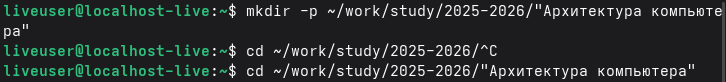 liveuser@localhost-live:~$ mkdir -p ~/work/study/2025-2026/"Архитектура компьюте
ра"
liveuser@localhost-live:~$ cd ~/work/study/2025-2026/^C
liveuser@localhost-live:~$ cd ~/work/study/2025-2026/"Архитектура компьютера"